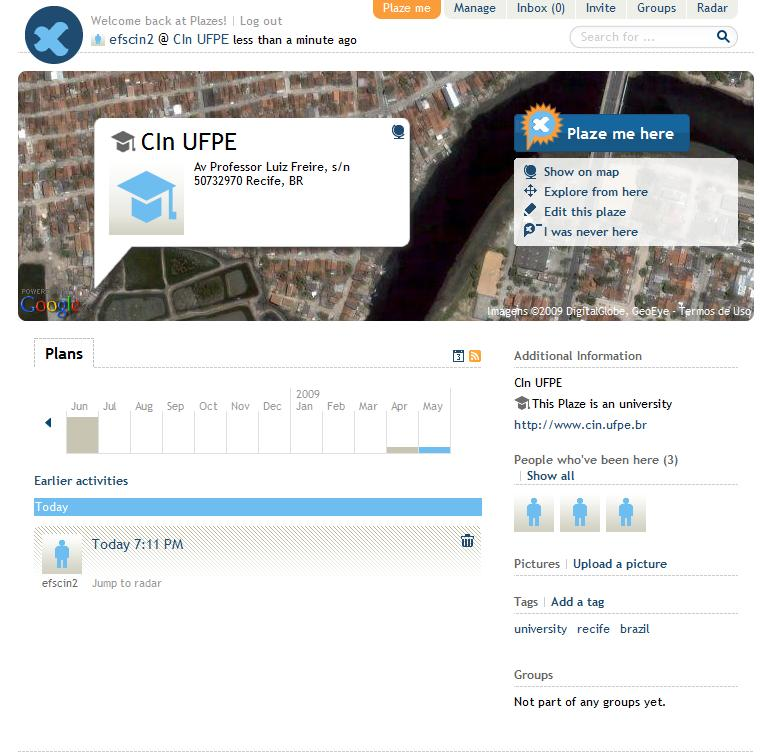 Welcome back at Plazes! | Log out
efscin2 @ CIn UFPE less than a minute ago
Plaze me Manage Inbox (0) Invite Groups Radar
Search for ...
CIn UFPE
Av Professor Luiz Freire, s/n
50732970 Recife, BR
Plaze me here
Show on map
Explore from here
Edit this plaze
I was never here
POWERED
Google
Imagens ©2009 DigitalGlobe, GeoEye - Termos de Uso
Plans
3
2009
Jun Jul Aug Sep Oct Nov Dec Jan Feb Mar Apr May
Earlier activities
Today
Today 7:11 PM
efscin2 Jump to radar
Additional Information
CIn UFPE
This Plaze is an university
http://www.cin.ufpe.br
People who've been here (3)
| Show all
Pictures | Upload a picture
Tags | Add a tag
university recife brazil
Groups
Not part of any groups yet.